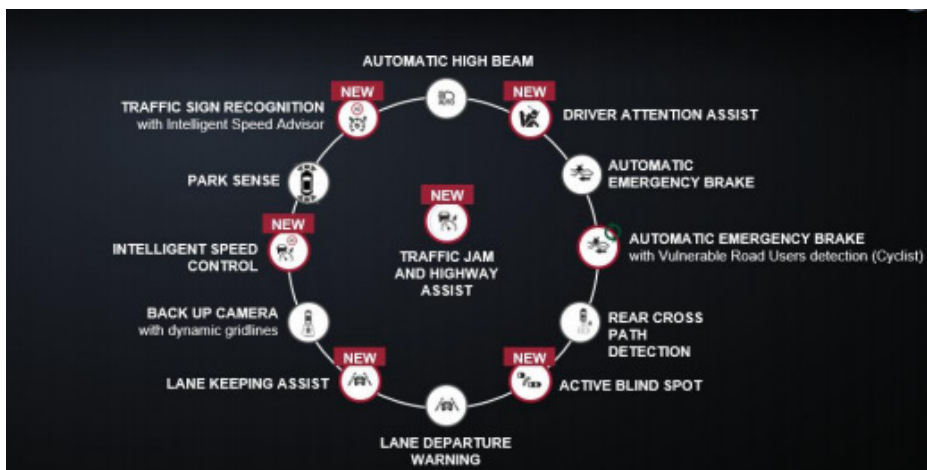 AUTOMATIC HIGH BEAM
NEW
TRAFFIC SIGN RECOGNITION
with Intelligent Speed Advisor
NEW
DRIVER ATTENTION ASSIST
PARK SENSE
AUTOMATIC
EMERGENCY BRAKE
NEW
INTELLIGENT SPEED
CONTROL
NEW
TRAFFIC JAM
AND HIGHWAY
ASSIST
AUTOMATIC EMERGENCY BRAKE
with Vulnerable Road Users detection (Cyclist)
BACK UP CAMERA
with dynamic gridlines
REAR CROSS
PATH
DETECTION
NEW
LANE KEEPING ASSIST
NEW
ACTIVE BLIND SPOT
LANE DEPARTURE
WARNING